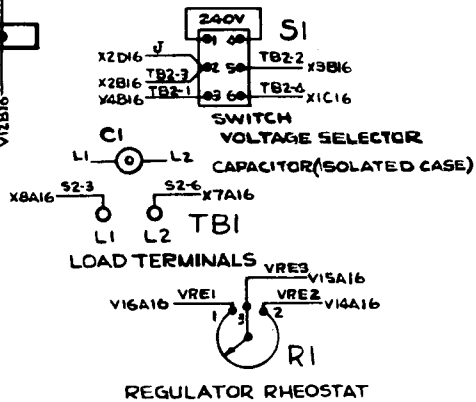 240V
S1
1 4
X2D16 J 2 5 TB2-2 X3B16
X2B16 TB2-3
X4B16 TB2-1 3 6 TB2-4 X1C16
V12B16
SWITCH
VOLTAGE SELECTOR
C1
L1 L2
CAPACITOR(ISOLATED CASE)
X8A16 S2-3 S2-6 X7A16
TB1
L1 L2
LOAD TERMINALS
VRE3
V15A16
V16A16 VRE1 VRE2 V14A16
1 3 2
R1
REGULATOR RHEOSTAT